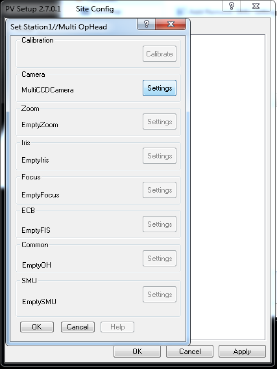 PV Setup 2.7.0.1 Site Config
Set Station1//Multi OpHead
Calibration
Calibrate
Camera
MultiCCDCamera
Settings
Zoom
EmptyZoom
Settings
Iris
EmptyIris
Settings
Focus
EmptyFocus
Settings
ECB
EmptyFIS
Settings
Common
EmptyOH
Settings
SMU
EmptySMU
Settings
OK Cancel Help
OK Cancel Apply